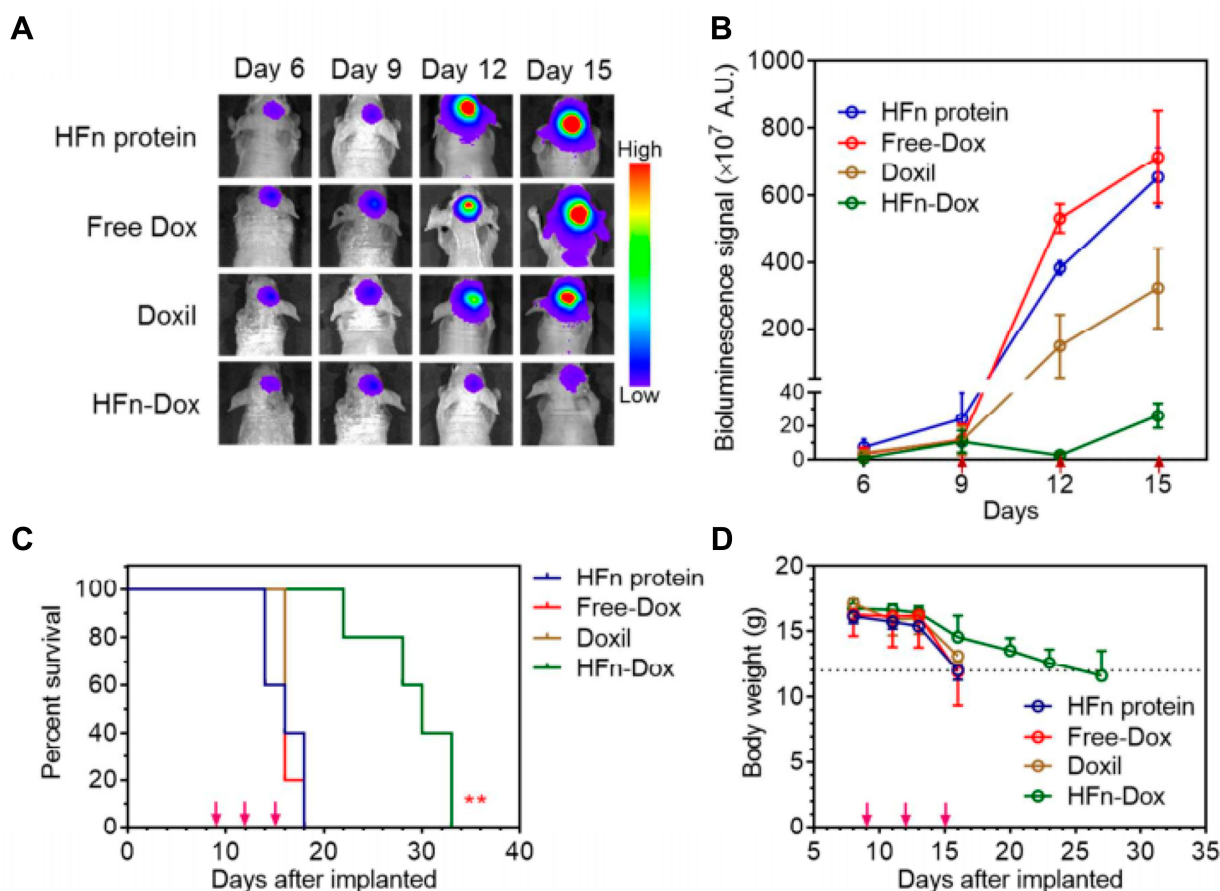 A
Day 6 Day 9 Day 12 Day 15
HFn protein
Free Dox
Doxil
HFn-Dox
High
Low
B
Bioluminescence signal (×10⁷ A.U.)
1000
800
600
400
200
40
20
10
0
HFn protein
Free-Dox
Doxil
HFn-Dox
6 9 12 15
Days
C
Percent survival
100
80
60
40
20
0
HFn protein
Free-Dox
Doxil
HFn-Dox
**
0 10 20 30 40
Days after implanted
D
Body weight (g)
20
15
10
5
0
HFn protein
Free-Dox
Doxil
HFn-Dox
5 10 15 20 25 30 35
Days after implanted